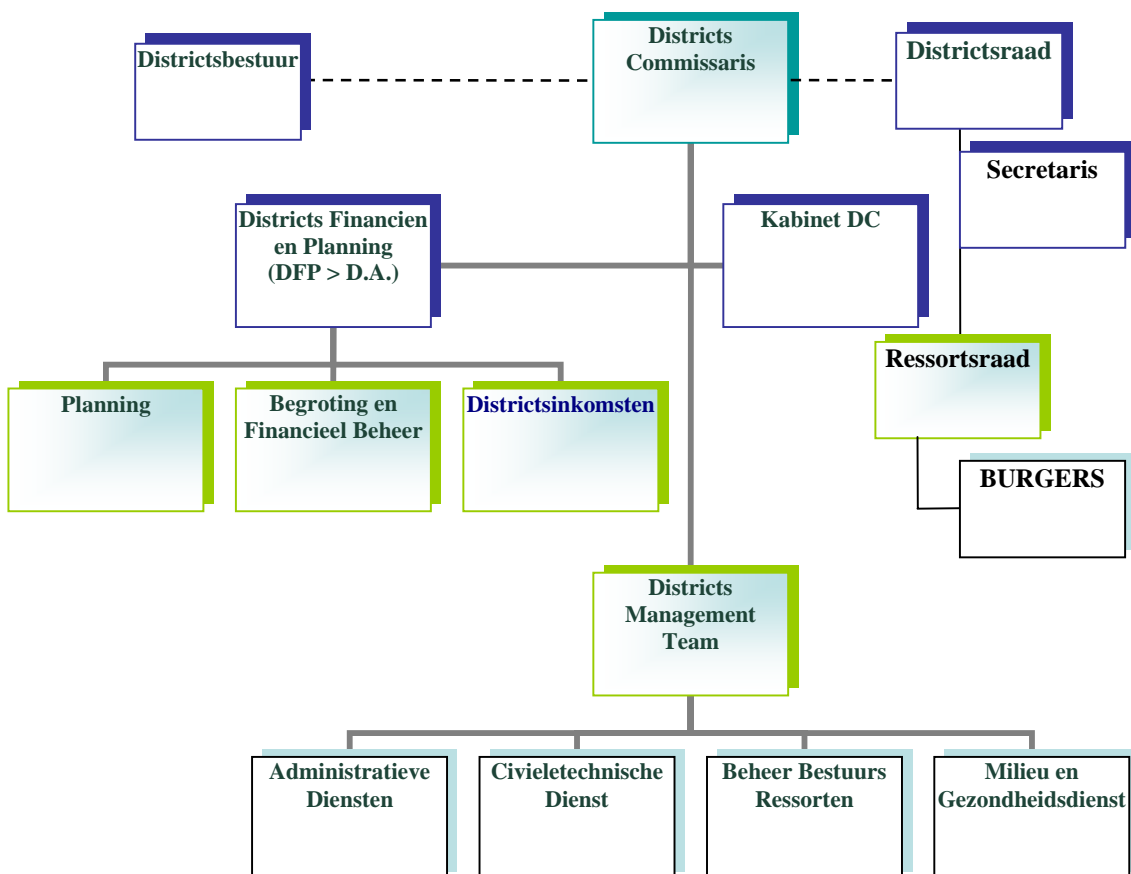 Districtsbestuur
Districts
Commissaris
Districtsraad
Secretaris
Districts Financien
en Planning
(DFP > D.A.)
Kabinet DC
Ressortsraad
Planning
Begroting en
Financieel Beheer
Districtsinkomsten
BURGERS
Districts
Management
Team
Administratieve
Diensten
Civieletechnische
Dienst
Beheer Bestuurs
Ressorten
Milieu en
Gezondheidsdienst